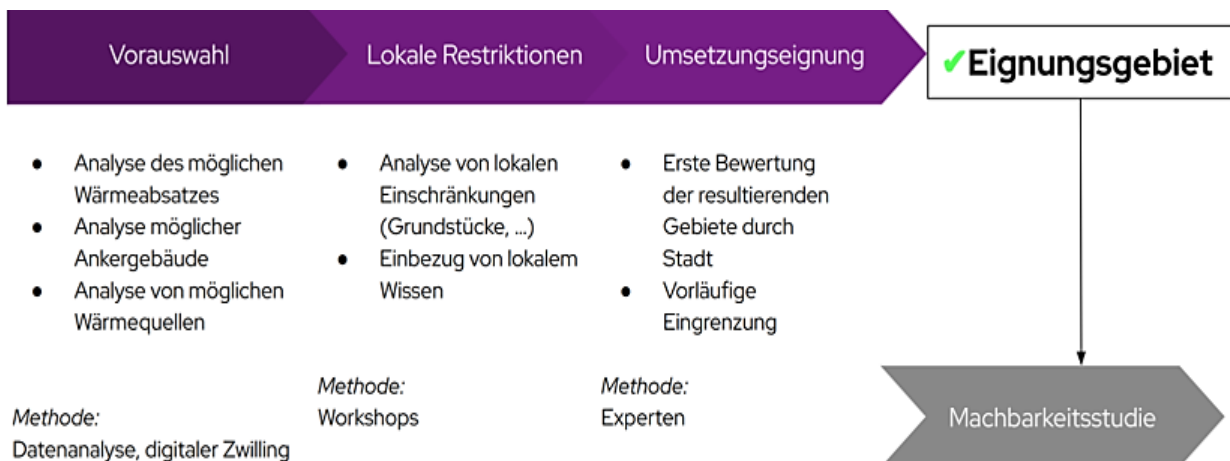 Vorauswahl
Lokale Restriktionen
Umsetzungseignung
✔Eignungsgebiet
● Analyse des möglichen
Wärmeabsatzes
● Analyse möglicher
Ankergebäude
● Analyse von möglichen
Wärmequellen
Methode:
Datenanalyse, digitaler Zwilling
● Analyse von lokalen
Einschränkungen
(Grundstücke, ...)
● Einbezug von lokalem
Wissen
Methode:
Workshops
● Erste Bewertung
der resultierenden
Gebiete durch
Stadt
● Vorläufige
Eingrenzung
Methode:
Experten
Machbarkeitsstudie